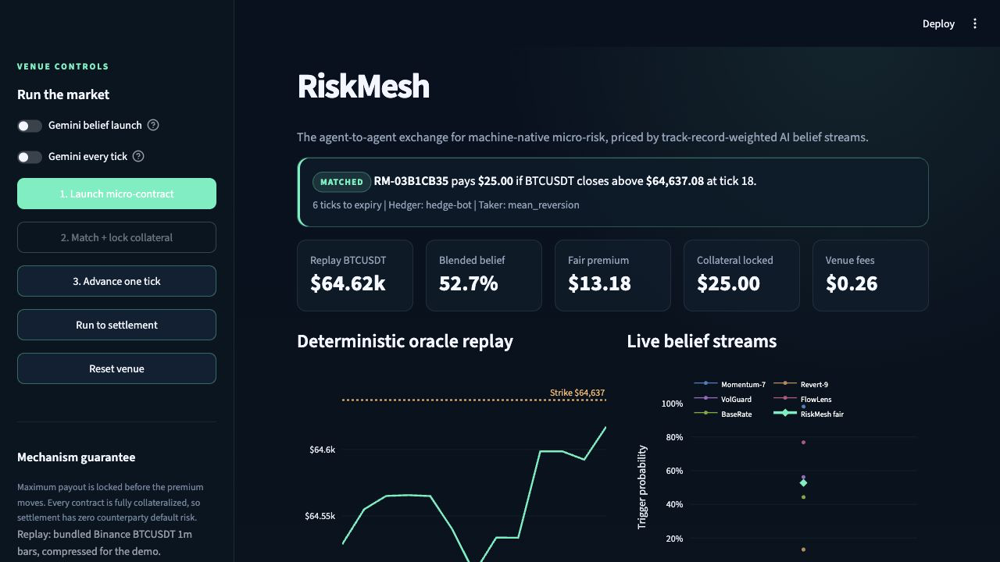 Deploy
VENUE CONTROLS
Run the market
Gemini belief launch
Gemini every tick
1. Launch micro-contract
2. Match + lock collateral
3. Advance one tick
Run to settlement
Reset venue
Mechanism guarantee
Maximum payout is locked before the premium
moves. Every contract is fully collateralized, so
settlement has zero counterparty default risk.
Replay: bundled Binance BTCUSDT 1m
bars, compressed for the demo.
RiskMesh
The agent-to-agent exchange for machine-native micro-risk, priced by track-record-weighted AI belief streams.
MATCHED RM-03B1CB35 pays $25.00 if BTCUSDT closes above $64,637.08 at tick 18.
6 ticks to expiry | Hedger: hedge-bot | Taker: mean_reversion
Replay BTCUSDT
$64.62k
Blended belief
52.7%
Fair premium
$13.18
Collateral locked
$25.00
Venue fees
$0.26
Deterministic oracle replay
Strike $64,637
$64.6k
$64.55k
Live belief streams
Momentum-7 Revert-9
VolGuard FlowLens
BaseRate RiskMesh fair
100%
80%
60%
40%
20%
Trigger probability